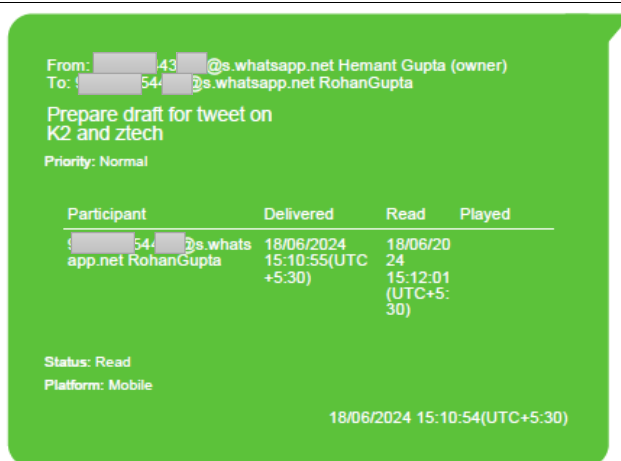 From: 43 @s.whatsapp.net Hemant Gupta (owner)
To: 54 @s.whatsapp.net RohanGupta
Prepare draft for tweet on
K2 and ztech
Priority: Normal
Participant Delivered Read Played
54 @s.whats 18/06/2024 18/06/20
app.net RohanGupta 15:10:55(UTC 24
+5:30) 15:12:01
(UTC+5:
30)
Status: Read
Platform: Mobile
18/06/2024 15:10:54(UTC+5:30)